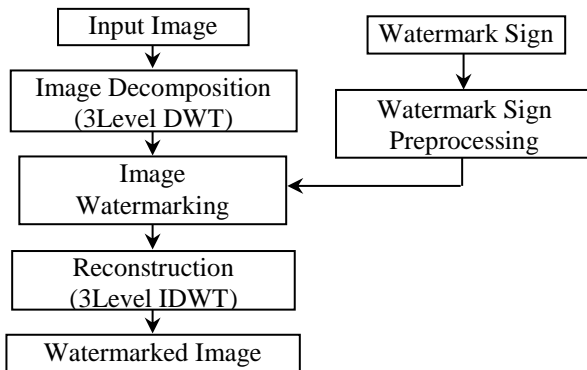 Input Image
Watermark Sign
Image Decomposition
(3Level DWT)
Watermark Sign
Preprocessing
Image
Watermarking
Reconstruction
(3Level IDWT)
Watermarked Image